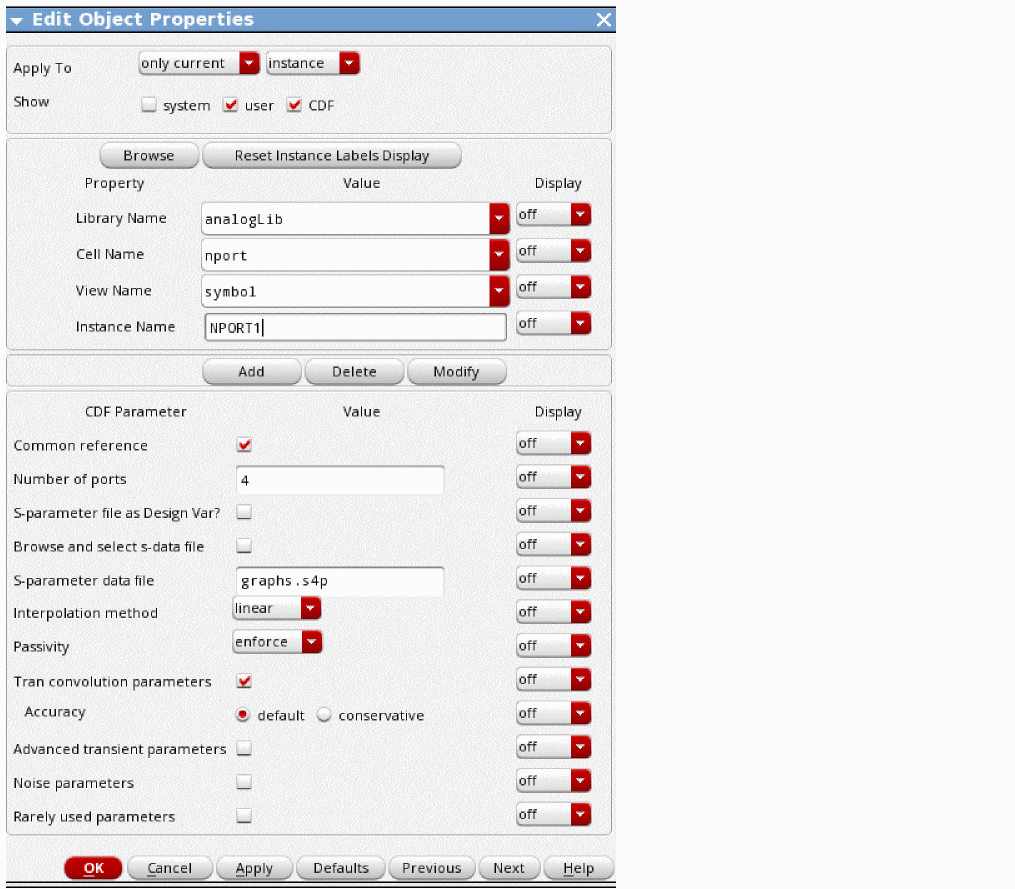 Edit Object Properties
Apply To only current instance
Show system user CDF
Browse Reset Instance Labels Display
Property Value Display
Library Name analogLib off
Cell Name nport off
View Name symbol off
Instance Name NPORT1 off
Add Delete Modify
CDF Parameter Value Display
Common reference off
Number of ports 4 off
S-parameter file as Design Var? off
Browse and select s-data file off
S-parameter data file graphs.s4p off
Interpolation method linear off
Passivity enforce off
Tran convolution parameters off
Accuracy default conservative off
Advanced transient parameters off
Noise parameters off
Rarely used parameters off
OK Cancel Apply Defaults Previous Next Help